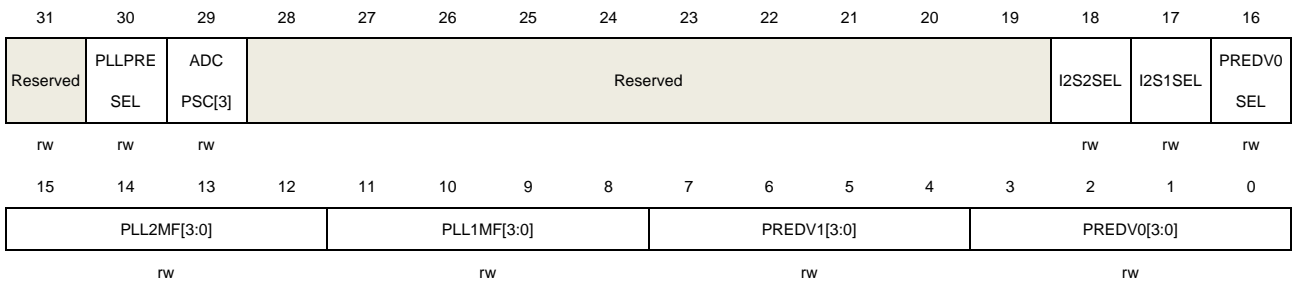 31 30 29 28 27 26 25 24 23 22 21 20 19 18 17 16
Reserved PLLPRE SEL ADC PSC[3] Reserved I2S2SEL I2S1SEL PREDV0 SEL
rw rw rw rw rw rw
15 14 13 12 11 10 9 8 7 6 5 4 3 2 1 0
PLL2MF[3:0] PLL1MF[3:0] PREDV1[3:0] PREDV0[3:0]
rw rw rw rw